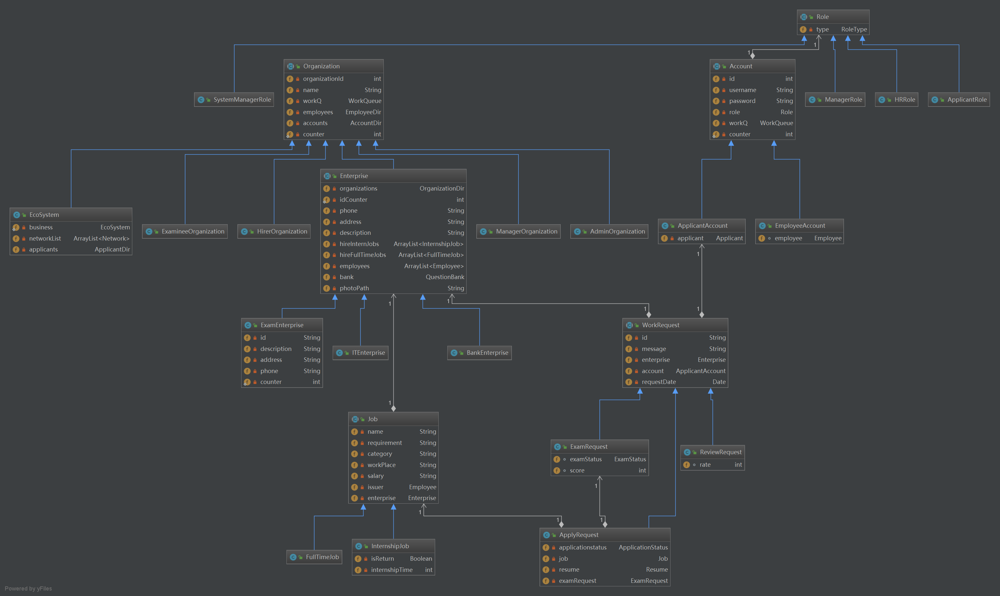 Role
type RoleType
1
1
Organization
organizationId int
name String
workQ WorkQueue
employees EmployeeDir
accounts AccountDir
counter int
Account
id int
username String
password String
role Role
workQ WorkQueue
counter int
SystemManagerRole
ManagerRole
HRRole
ApplicantRole
Enterprise
organizations OrganizationDir
idCounter int
phone String
address String
description String
hireInternJobs ArrayList<InternshipJob>
hireFullTimeJobs ArrayList<FullTimeJob>
employees ArrayList<Employee>
bank QuestionBank
photoPath String
EcoSystem
business EcoSystem
networkList ArrayList<Network>
applicants ApplicantDir
ExamineeOrganization
HirerOrganization
ManagerOrganization
AdminOrganization
ApplicantAccount
applicant Applicant
EmployeeAccount
employee Employee
1
1
1
1
1
ExamEnterprise
id String
description String
address String
phone String
counter int
ITEnterprise
BankEnterprise
WorkRequest
id String
message String
enterprise Enterprise
account ApplicantAccount
requestDate Date
1
Job
name String
requirement String
category String
workPlace String
salary String
issuer Employee
enterprise Enterprise
ExamRequest
examStatus ExamStatus
score int
ReviewRequest
rate int
1
1
1
1
FullTimeJob
InternshipJob
isReturn Boolean
internshipTime int
ApplyRequest
applicationstatus ApplicationStatus
job Job
resume Resume
examRequest ExamRequest
Powered by yFiles